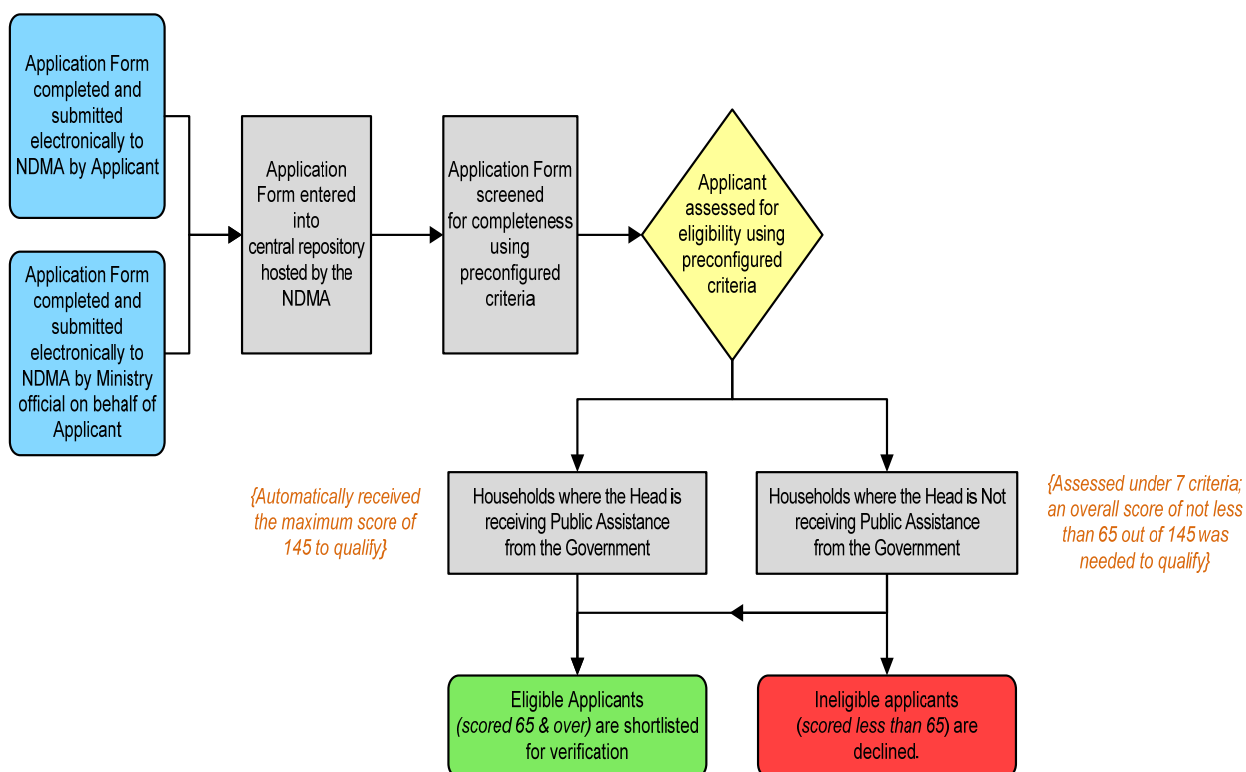 Application Form
completed and
submitted
electronically to
NDMA by Applicant
Application Form
completed and
submitted
electronically to
NDMA by Ministry
official on behalf of
Applicant
Application
Form entered
into
central repository
hosted by the
NDMA
Application Form
screened
for completeness
using
preconfigured
criteria
Applicant
assessed for
eligibility using
preconfigured
criteria
{Automatically received
the maximum score of
145 to qualify}
Households where the Head is
receiving Public Assistance
from the Government
Households where the Head is Not
receiving Public Assistance
from the Government
{Assessed under 7 criteria;
an overall score of not less
than 65 out of 145 was
needed to qualify}
Eligible Applicants
(scored 65 & over) are shortlisted
for verification
Ineligible applicants
(scored less than 65) are
declined.